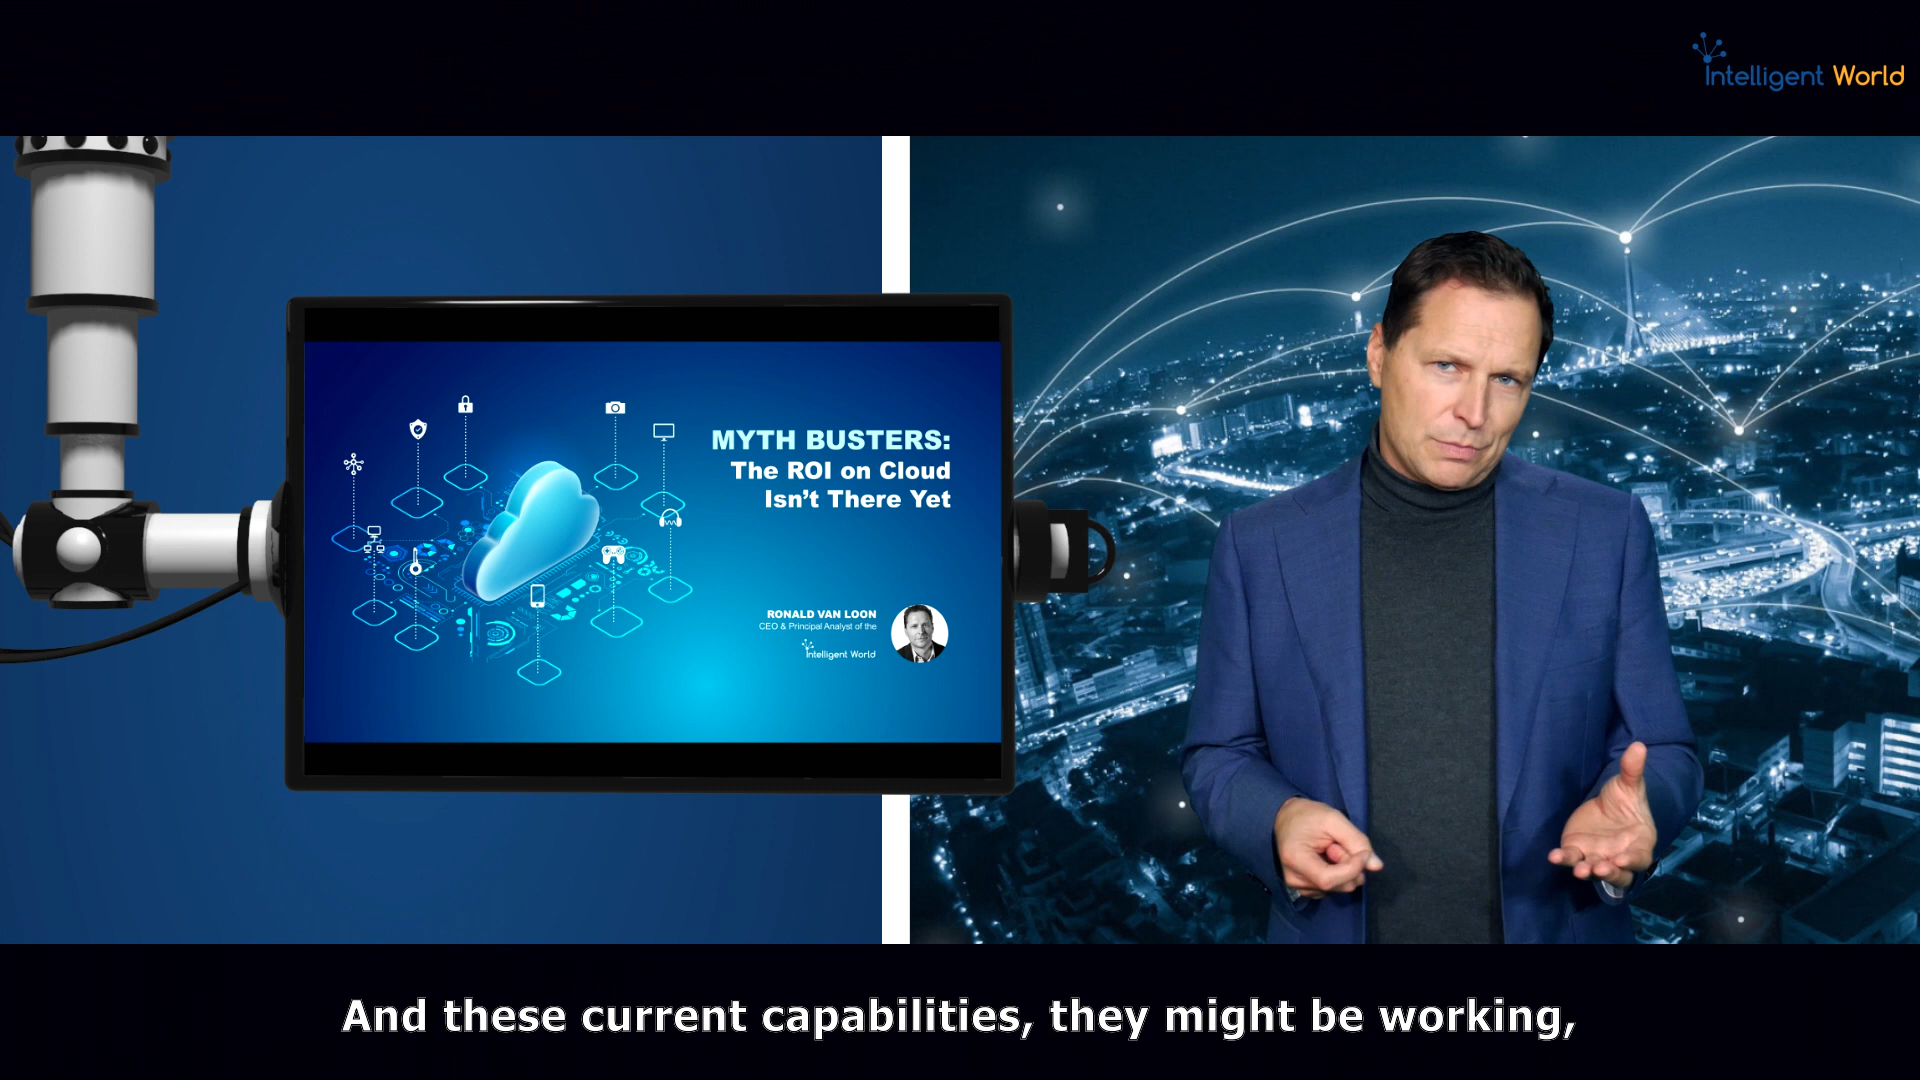 Intelligent World
MYTH BUSTERS:
The ROI on Cloud
Isn't There Yet
RONALD VAN LOON
CEO & Principal Analyst of the
Intelligent World
And these current capabilities, they might be working,